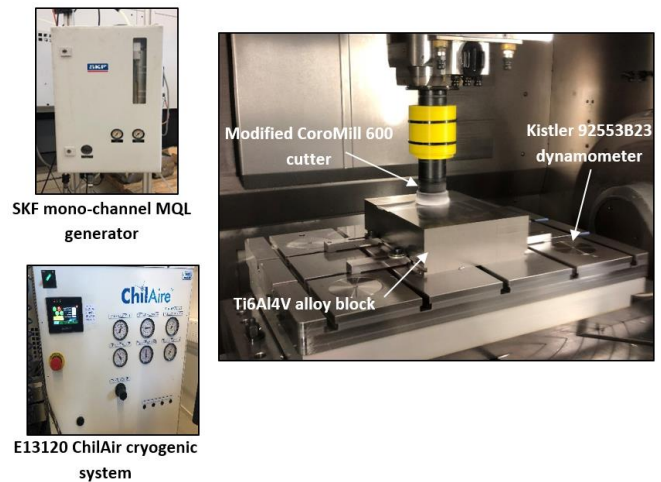 SKF
SKF mono-channel MQL
generator
ChilAire
E13120 ChilAir cryogenic
system
Modified CoroMill 600
cutter
Kistler 92553B23
dynamometer
Ti6Al4V alloy block